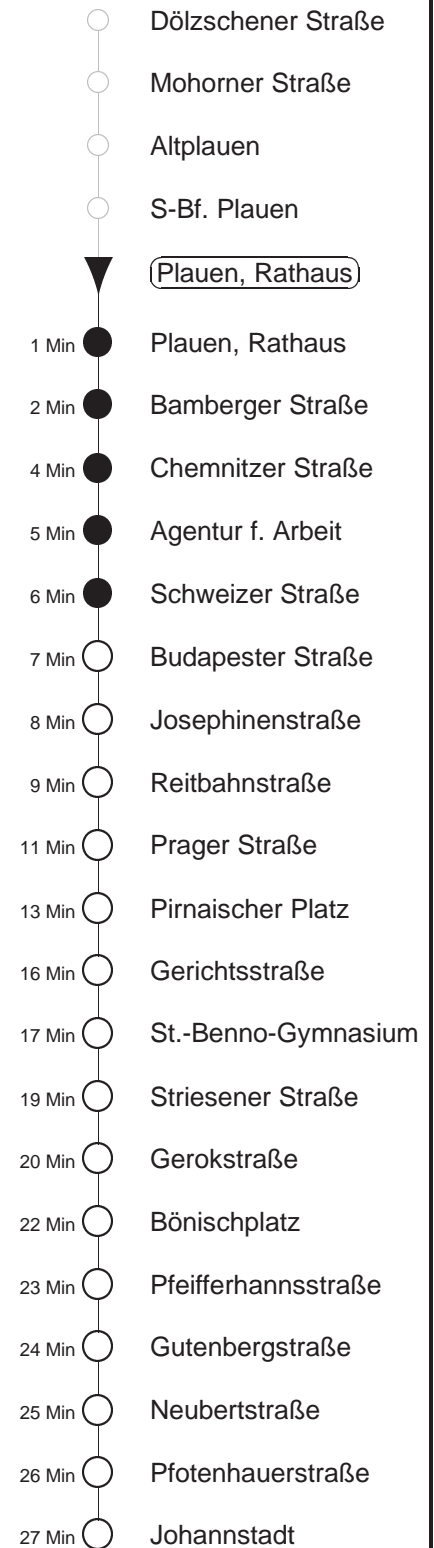 Dölzschener Straße
Mohorner Straße
Altplauen
S-Bf. Plauen
Plauen, Rathaus
1 Min Plauen, Rathaus
2 Min Bamberger Straße
4 Min Chemnitzer Straße
5 Min Agentur f. Arbeit
6 Min Schweizer Straße
7 Min Budapester Straße
8 Min Josephinenstraße
9 Min Reitbahnstraße
11 Min Prager Straße
13 Min Pirnaischer Platz
16 Min Gerichtsstraße
17 Min St.-Benno-Gymnasium
19 Min Striesener Straße
20 Min Gerokstraße
22 Min Bönischplatz
23 Min Pfeifferhannsstraße
24 Min Gutenbergstraße
25 Min Neubertstraße
26 Min Pfotenhauerstraße
27 Min Johannstadt